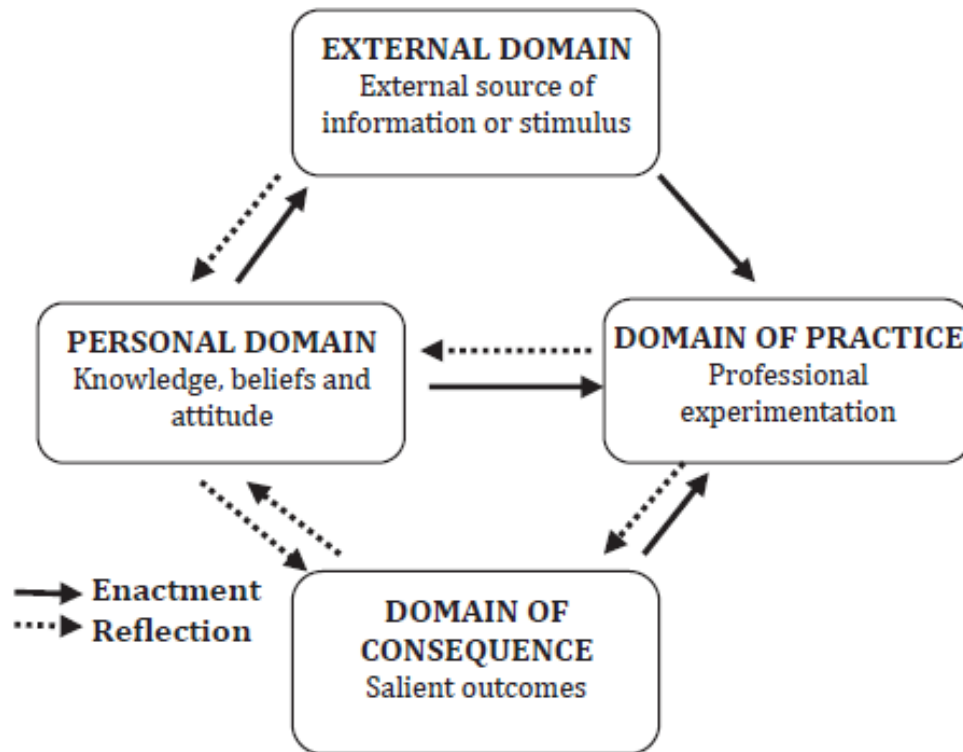 EXTERNAL DOMAIN
External source of
information or stimulus
PERSONAL DOMAIN
Knowledge, beliefs and
attitude
DOMAIN OF PRACTICE
Professional
experimentation
Enactment
Reflection
DOMAIN OF
CONSEQUENCE
Salient outcomes